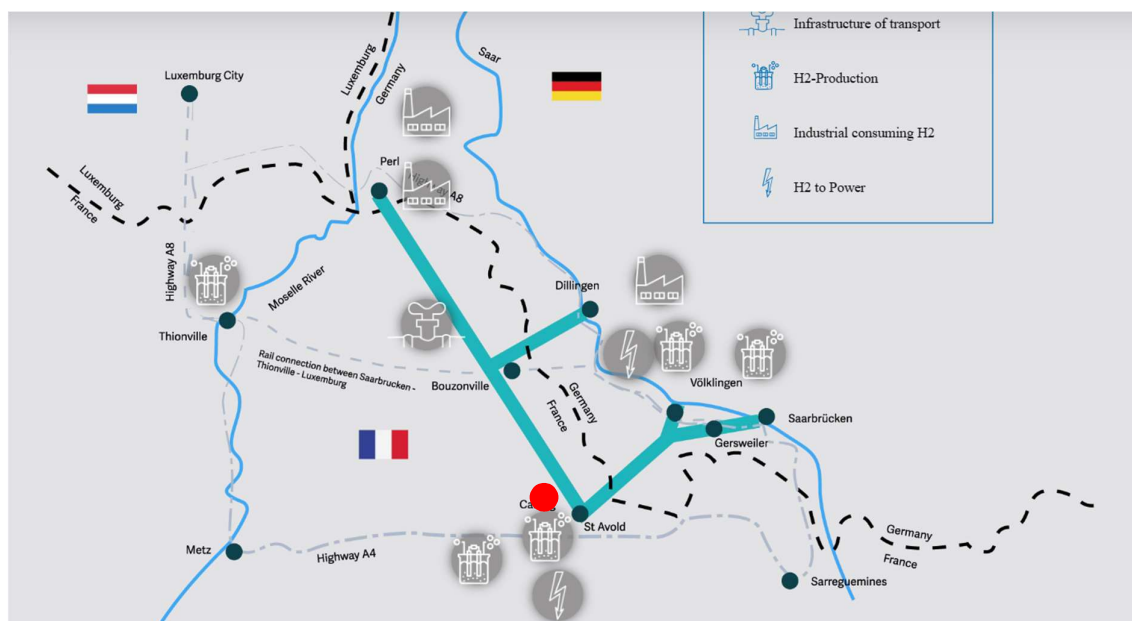 Infrastructure of transport
H2-Production
Industrial consuming H2
H2 to Power
Luxemburg City
Luxemburg
Germany
Saar
Perl
Highway A8
Luxemburg
France
Highway A8
Moselle River
Thionville
Dillingen
Rail connection between Saarbrucken -
Thionville - Luxemburg
Bouzonville
Germany
France
Völklingen
Saarbrücken
Gersweiler
St Avold
Metz
Highway A4
Germany
France
Sarreguemines